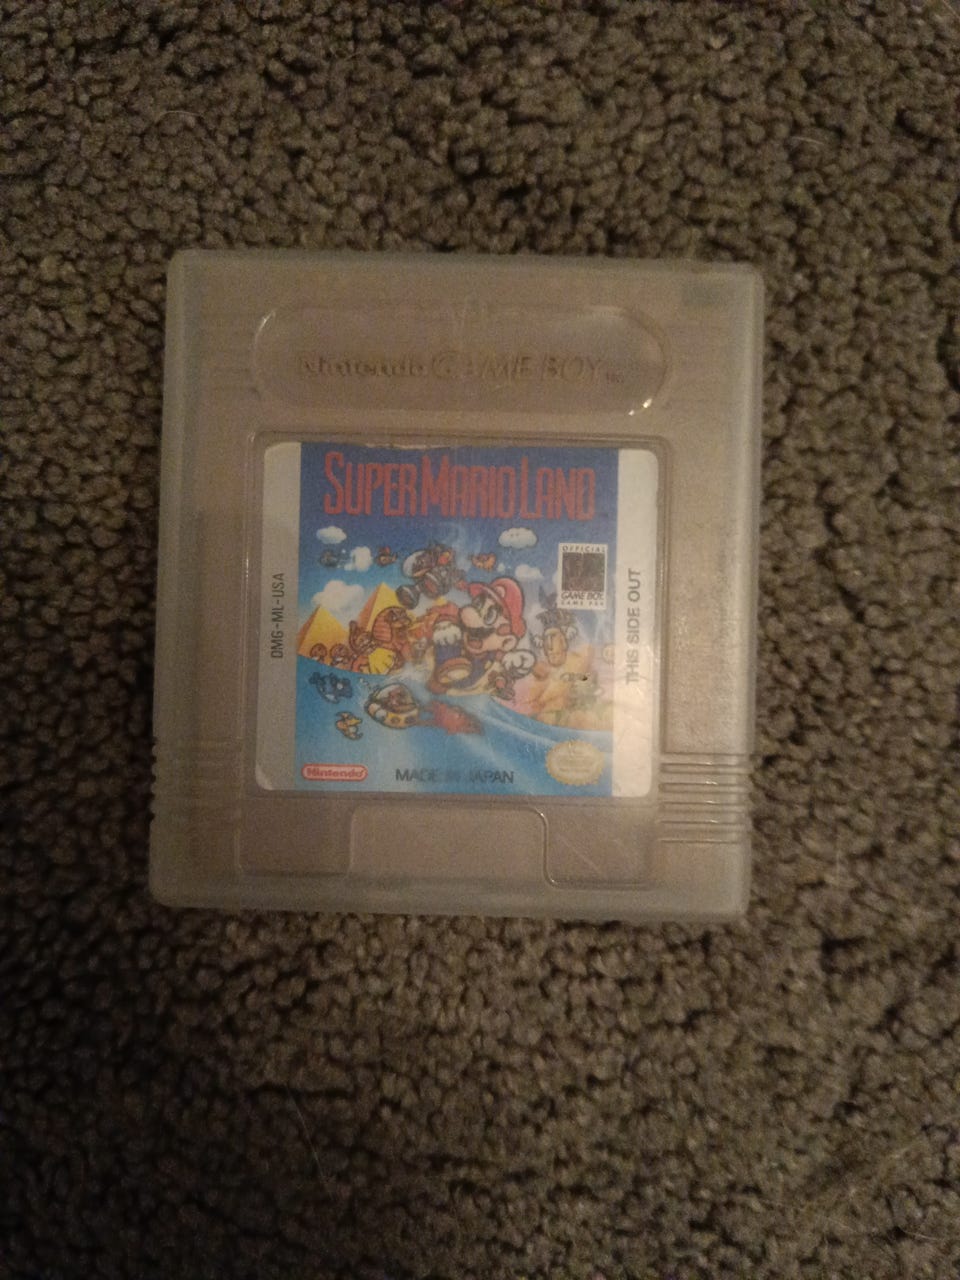 Nintendo GAME BOY
SUPER MARIO LAND
OFFICIAL
GAME BOY
DMG-ML-USA
THIS SIDE OUT
Nintendo
MADE IN JAPAN